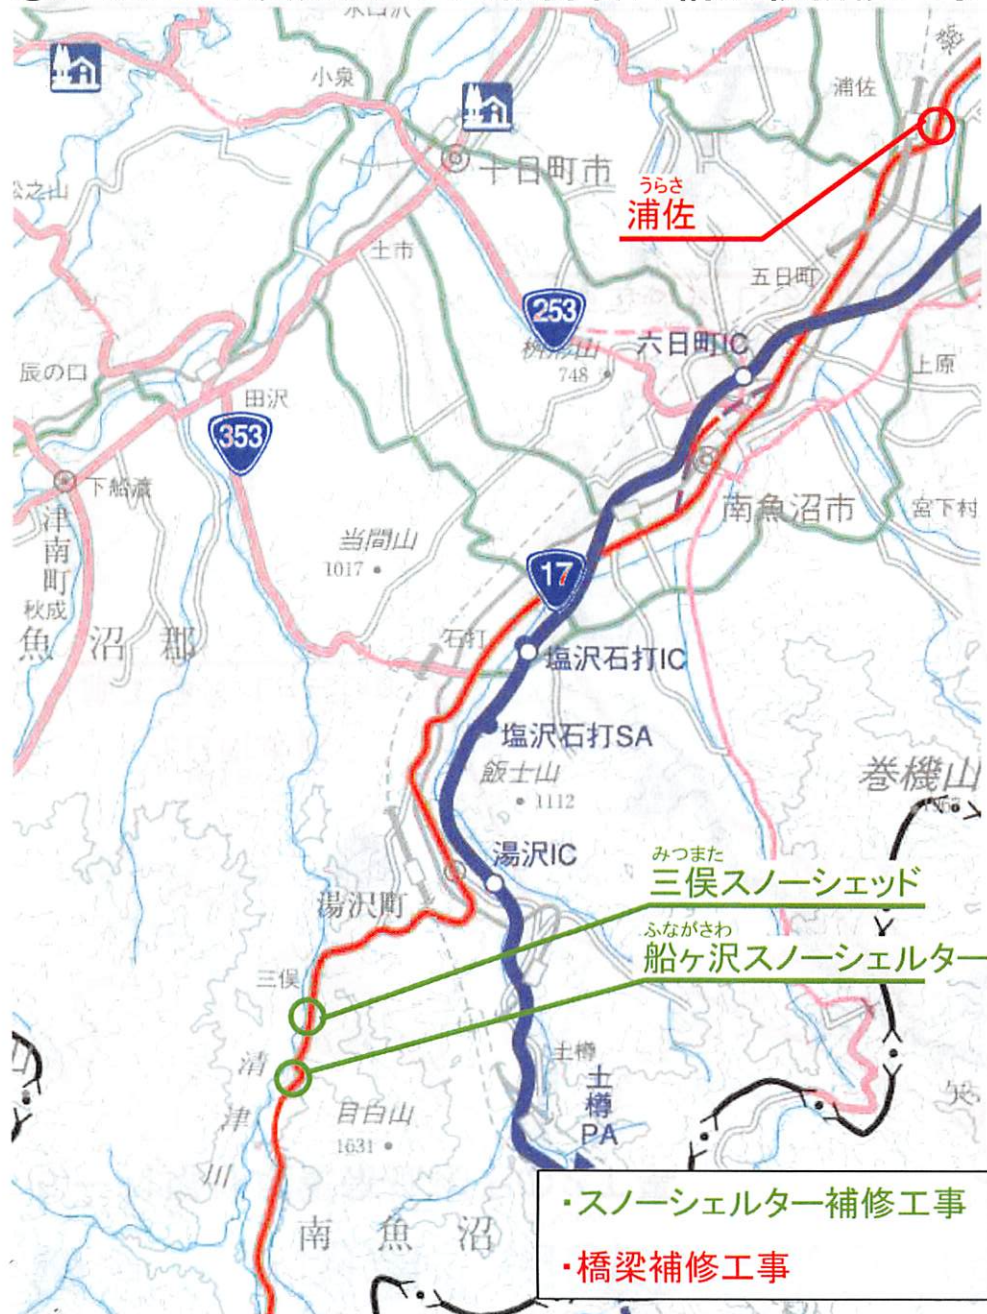 小泉
浦佐
十日町市
松之山
うらさ
浦佐
土市
五日町
253
桝形山
748
六日町IC
上原
辰の口
田沢
353
下船渡
津南町
南魚沼市
宮下村
当間山
1017
17
秋成
魚沼郡
石打
塩沢石打IC
塩沢石打SA
飯士山
1112
巻機山
湯沢IC
みつまた
三俣スノーシェッド
湯沢町
ふながさわ
船ヶ沢スノーシェルター
三俣
清津川
土樽
土樽PA
目白山
1631
南魚沼
・スノーシェルター補修工事
・橋梁補修工事